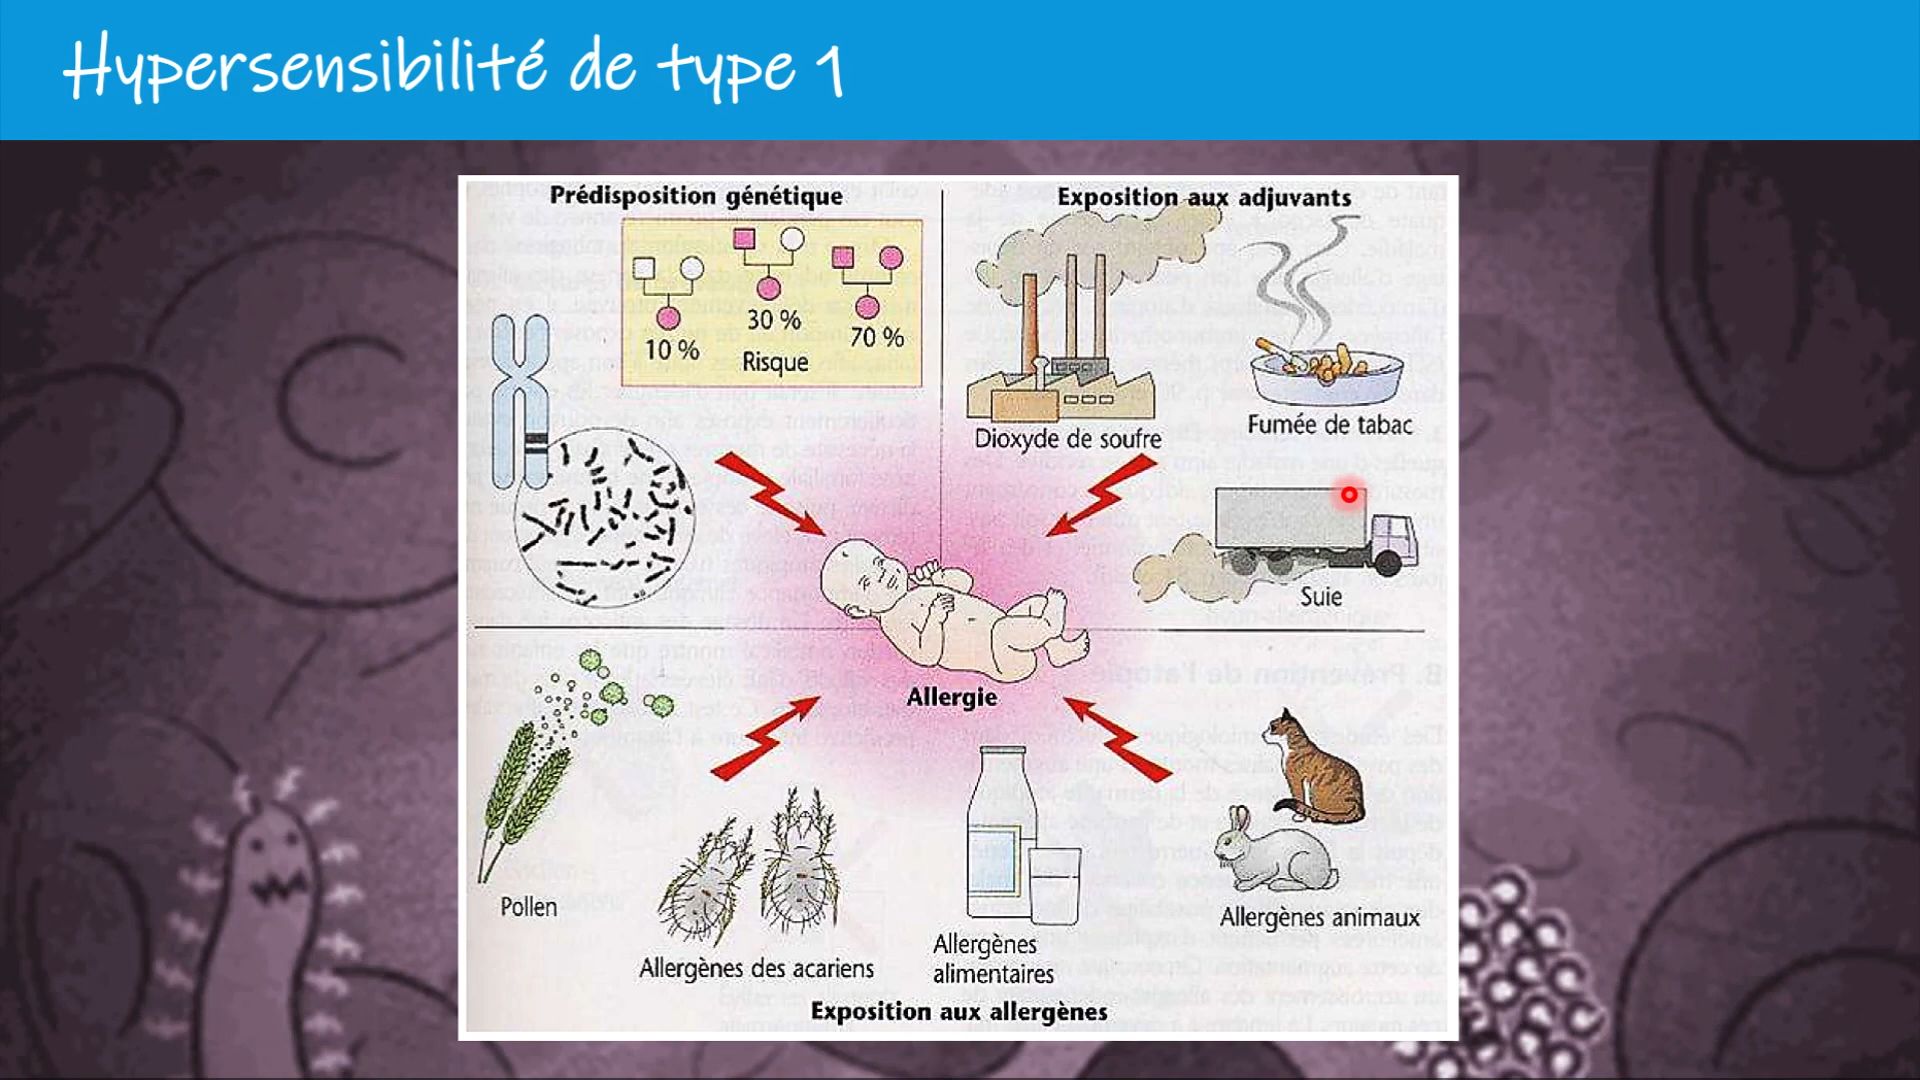 Hypersensibilité de type 1
Prédisposition génétique
10 %
30 %
70 %
Risque
Exposition aux adjuvants
Dioxyde de soufre
Fumée de tabac
Suie
Allergie
Pollen
Allergènes des acariens
Allergènes
alimentaires
Allergènes animaux
Exposition aux allergènes